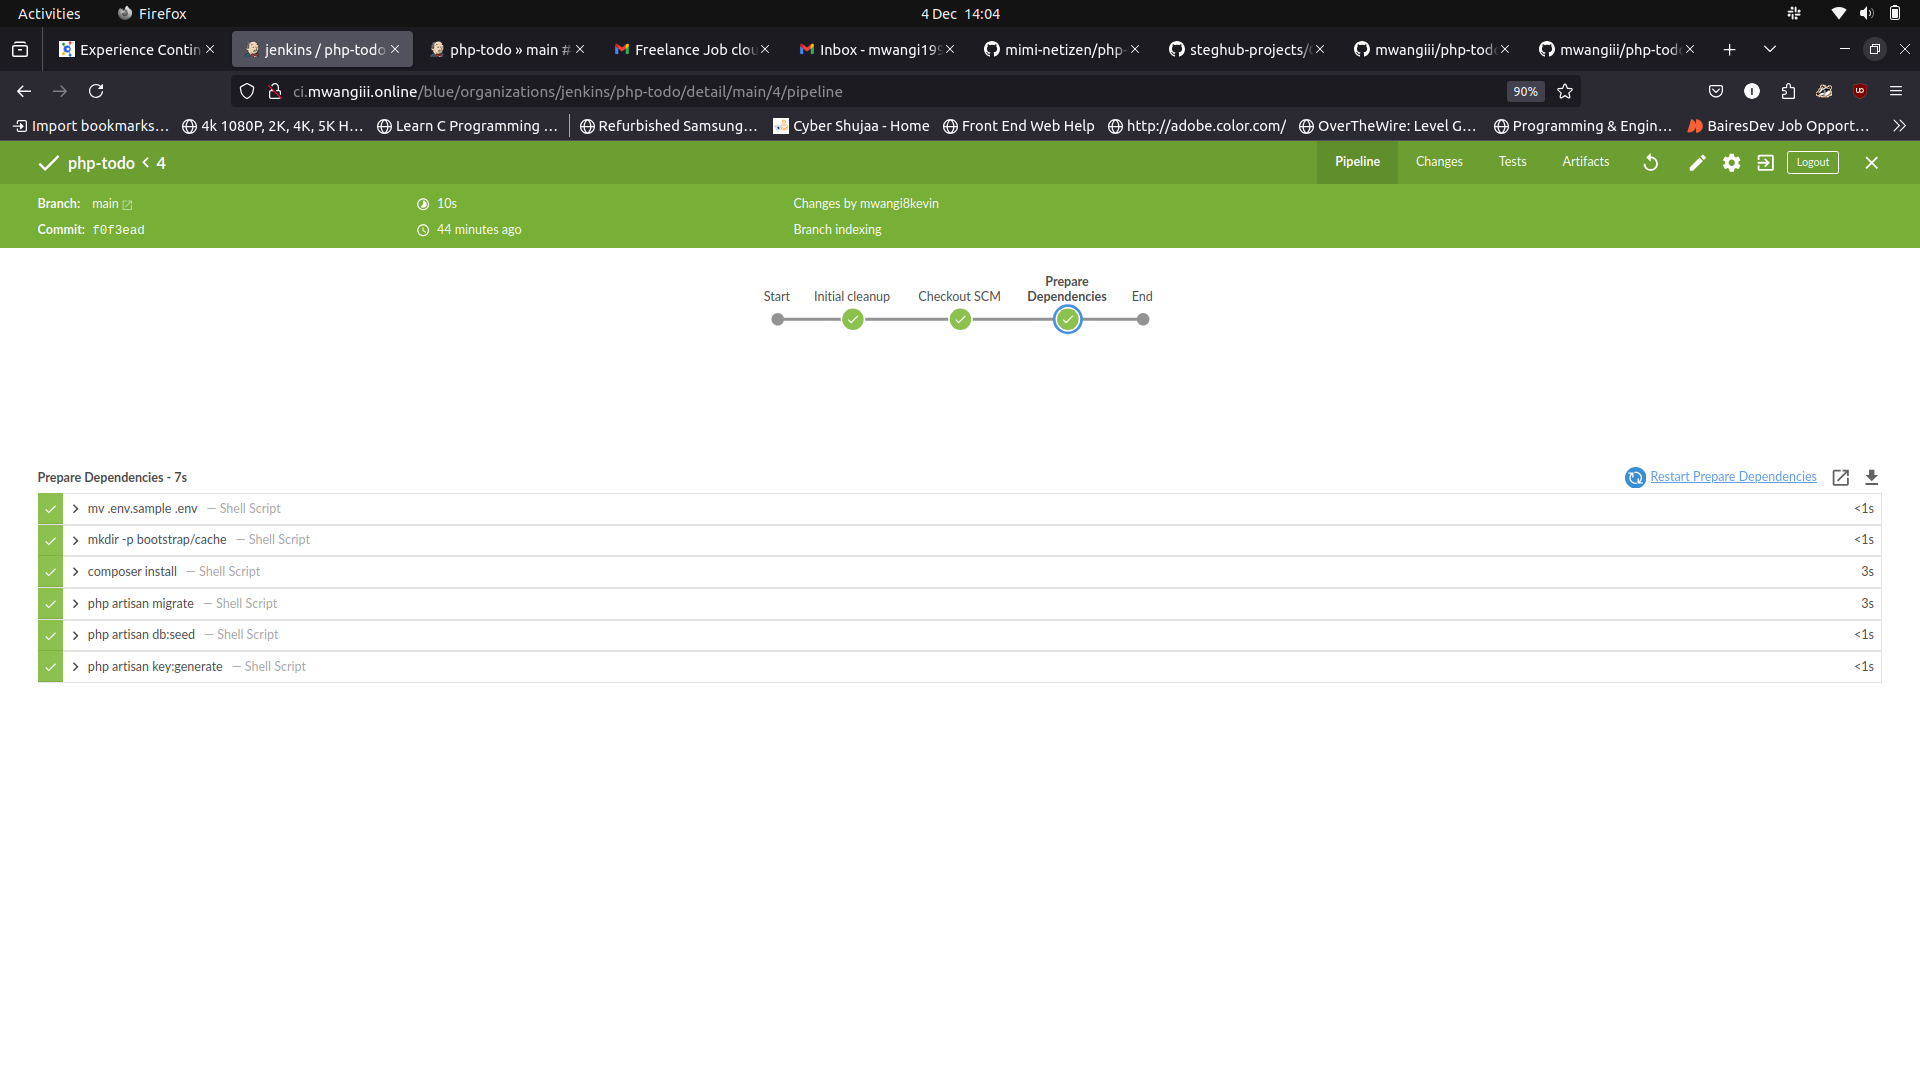 Activities Firefox 4 Dec 14:04
Experience Contin jenkins / php-todo php-todo » main # Freelance Job clou Inbox - mwangi199 mimi-netizen/php- steghub-projects/ mwangiii/php-todo mwangiii/php-tod
ci.mwangiii.online/blue/organizations/jenkins/php-todo/detail/main/4/pipeline 90%
Import bookmarks... 4k 1080P, 2K, 4K, 5K H... Learn C Programming ... Refurbished Samsung,... Cyber Shujaa - Home Front End Web Help http://adobe.color.com/ OverTheWire: Level G... Programming & Engin... BairesDev Job Opport...
php-todo < 4 Pipeline Changes Tests Artifacts Logout
Branch: main 10s Changes by mwangi8kevin
Commit: f0f3ead 44 minutes ago Branch indexing
Start Initial cleanup Checkout SCM Prepare Dependencies End
Prepare Dependencies - 7s Restart Prepare Dependencies
mv .env.sample .env — Shell Script <1s
mkdir -p bootstrap/cache — Shell Script <1s
composer install — Shell Script 3s
php artisan migrate — Shell Script 3s
php artisan db:seed — Shell Script <1s
php artisan key:generate — Shell Script <1s